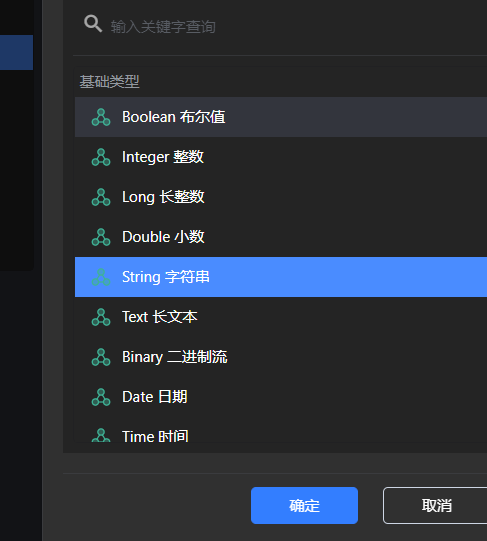 输入关键字查询
基础类型
Boolean 布尔值
Integer 整数
Long 长整数
Double 小数
String 字符串
Text 长文本
Binary 二进制流
Date 日期
Time 时间
确定
取消